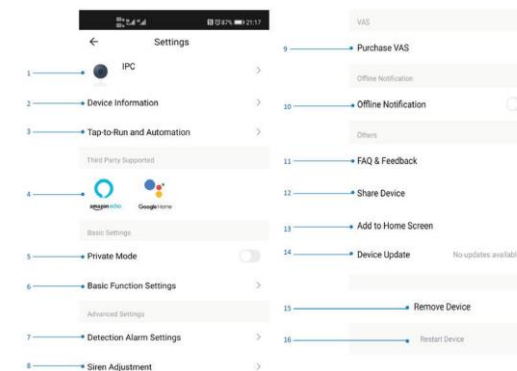 87% 21:17
Settings
1 IPC
2 Device Information
3 Tap-to-Run and Automation
Third Party Supported
4
amazon echo Google Home
Basic Settings
5 Private Mode
6 Basic Function Settings
Advanced Settings
7 Detection Alarm Settings
8 Siren Adjustment
VAS
9 Purchase VAS
Offline Notification
10 Offline Notification
Others
11 FAQ & Feedback
12 Share Device
13 Add to Home Screen
14 Device Update No updates availabl
15 Remove Device
16 Restart Device